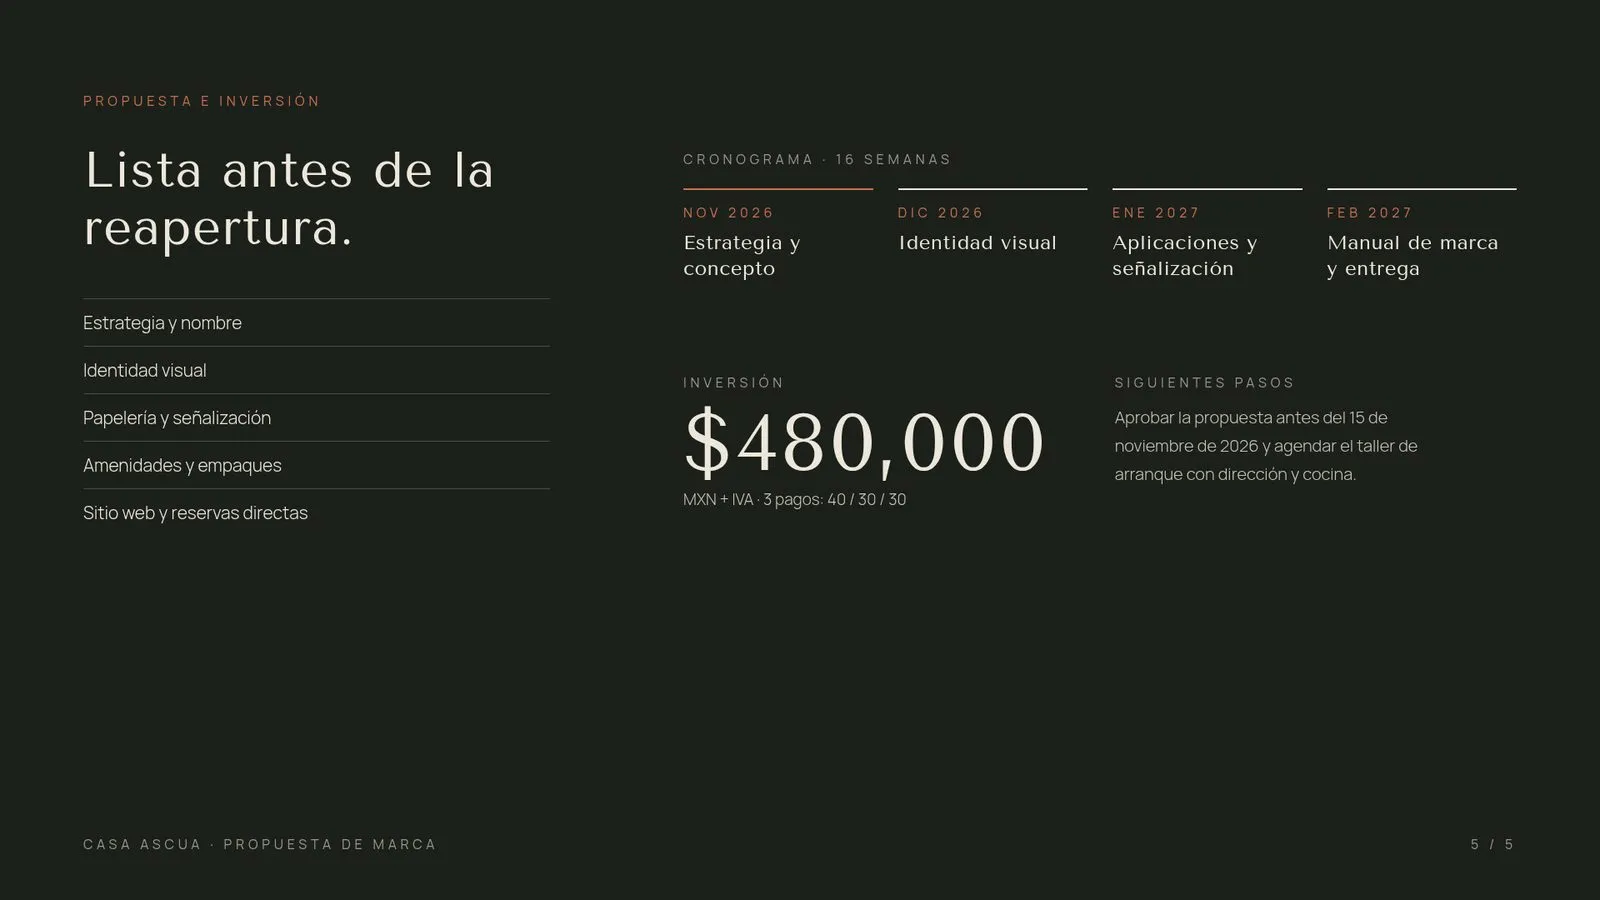 PROPUESTA E INVERSIÓN
Lista antes de la
reapertura.
Estrategia y nombre
Identidad visual
Papelería y señalización
Amenidades y empaques
Sitio web y reservas directas
CRONOGRAMA · 16 SEMANAS
NOV 2026
Estrategia y
concepto
DIC 2026
Identidad visual
ENE 2027
Aplicaciones y
señalización
FEB 2027
Manual de marca
y entrega
INVERSIÓN
$480,000
MXN + IVA · 3 pagos: 40 / 30 / 30
SIGUIENTES PASOS
Aprobar la propuesta antes del 15 de
noviembre de 2026 y agendar el taller de
arranque con dirección y cocina.
CASA ASCUA · PROPUESTA DE MARCA
5 / 5